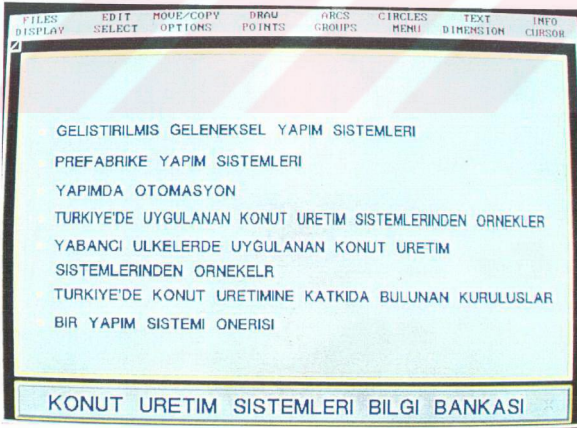 FILES EDIT MOVE/COPY DRAW ARCS CIRCLES TEXT INFO
DISPLAY SELECT OPTIONS POINTS GROUPS MENU DIMENSION CURSOR
GELISTIRILMIS GELENEKSEL YAPIM SISTEMLERI
PREFABRIKE YAPIM SISTEMLERI
YAPIMDA OTOMASYON
TURKIYE'DE UYGULANAN KONUT URETIM SISTEMLERINDEN ORNEKLER
YABANCI ULKELERDE UYGULANAN KONUT URETIM
SISTEMLERINDEN ORNEKELR
TURKIYE'DE KONUT URETIMINE KATKIDA BULUNAN KURULUSLAR
BIR YAPIM SISTEMI ONERISI
KONUT URETIM SISTEMLERI BILGI BANKASI